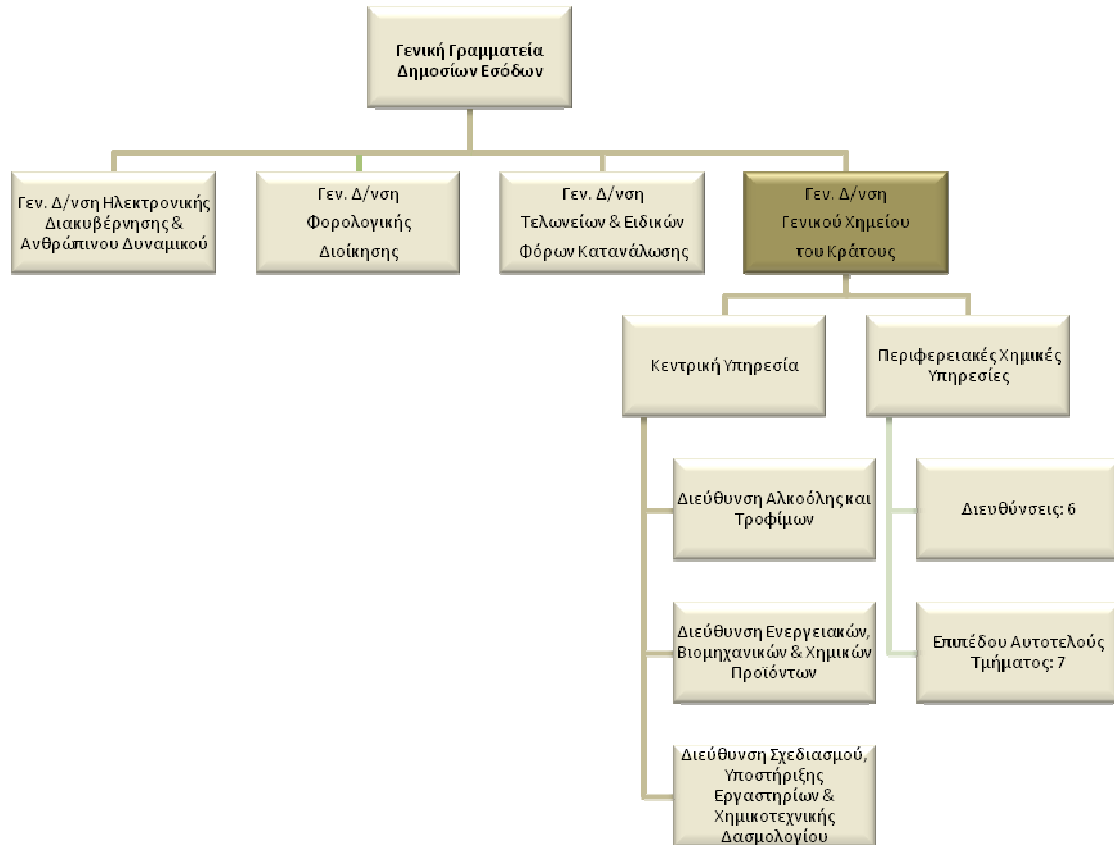 Γενική Γραμματεία
Δημοσίων Εσόδων
Γεν. Δ/νση Ηλεκτρονικής
Διακυβέρνησης &
Ανθρώπινου Δυναμικού
Γεν. Δ/νση
Φορολογικής
Διοίκησης
Γεν. Δ/νση
Τελωνείων & Ειδικών
Φόρων Κατανάλωσης
Γεν. Δ/νση
Γενικού Χημείου
του Κράτους
Κεντρική Υπηρεσία
Περιφερειακές Χημικές
Υπηρεσίες
Διεύθυνση Αλκοόλης και
Τροφίμων
Διεύθυνση Ενεργειακών,
Βιομηχανικών & Χημικών
Προϊόντων
Διεύθυνση Σχεδιασμού,
Υποστήριξης
Εργαστηρίων &
Χημικοτεχνικής
Δασμολογίου
Διευθύνσεις: 6
Επιπέδου Αυτοτελούς
Τμήματος: 7